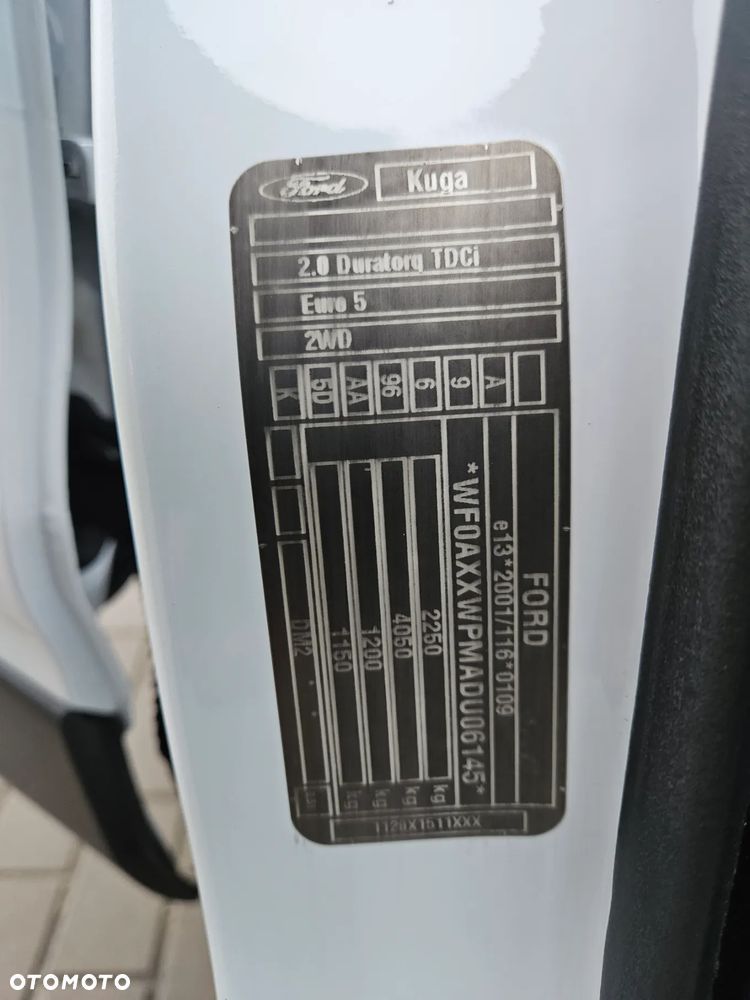 Ford
Kuga
2.0 Duratorq TDCi
Euro 5
2WD
K 5D AA 96 6 9 A
FORD
e13*2001/116*0109
*WF0AXXWPMADU06145*
2250 kg
4050 kg
1200 kg
1150 kg
DM2
OTOMOTO